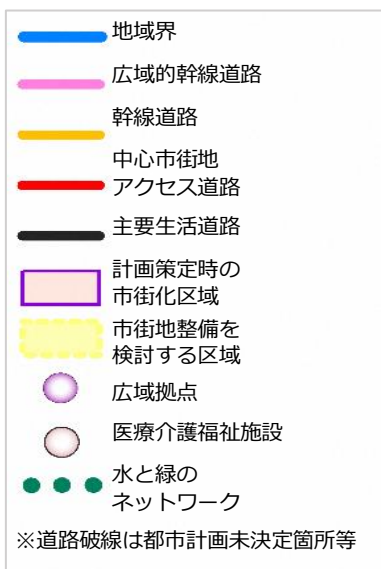 地域界
広域的幹線道路
幹線道路
中心市街地
アクセス道路
主要生活道路
計画策定時の
市街化区域
市街地整備を
検討する区域
広域拠点
医療介護福祉施設
水と緑の
ネットワーク
※道路破線は都市計画未決定箇所等